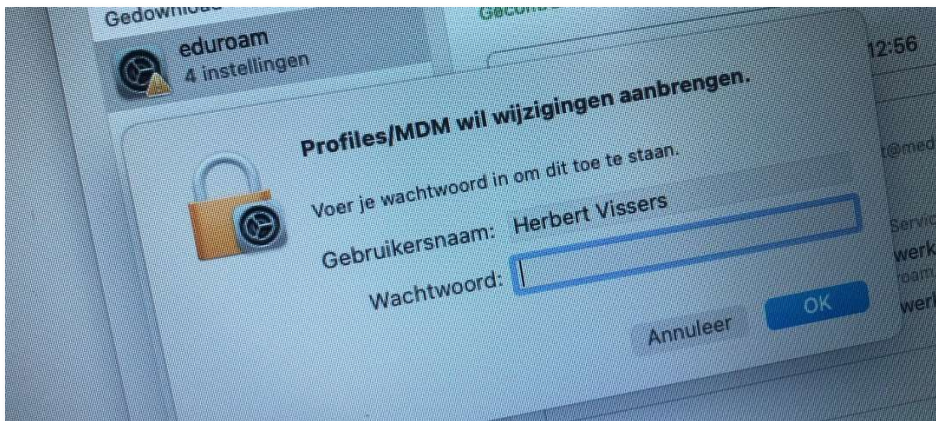 eduroam
4 instellingen
12:56
Profiles/MDM wil wijzigingen aanbrengen.
Voer je wachtwoord in om dit toe te staan.
Gebruikersnaam: Herbert Vissers
Wachtwoord:
Annuleer
OK